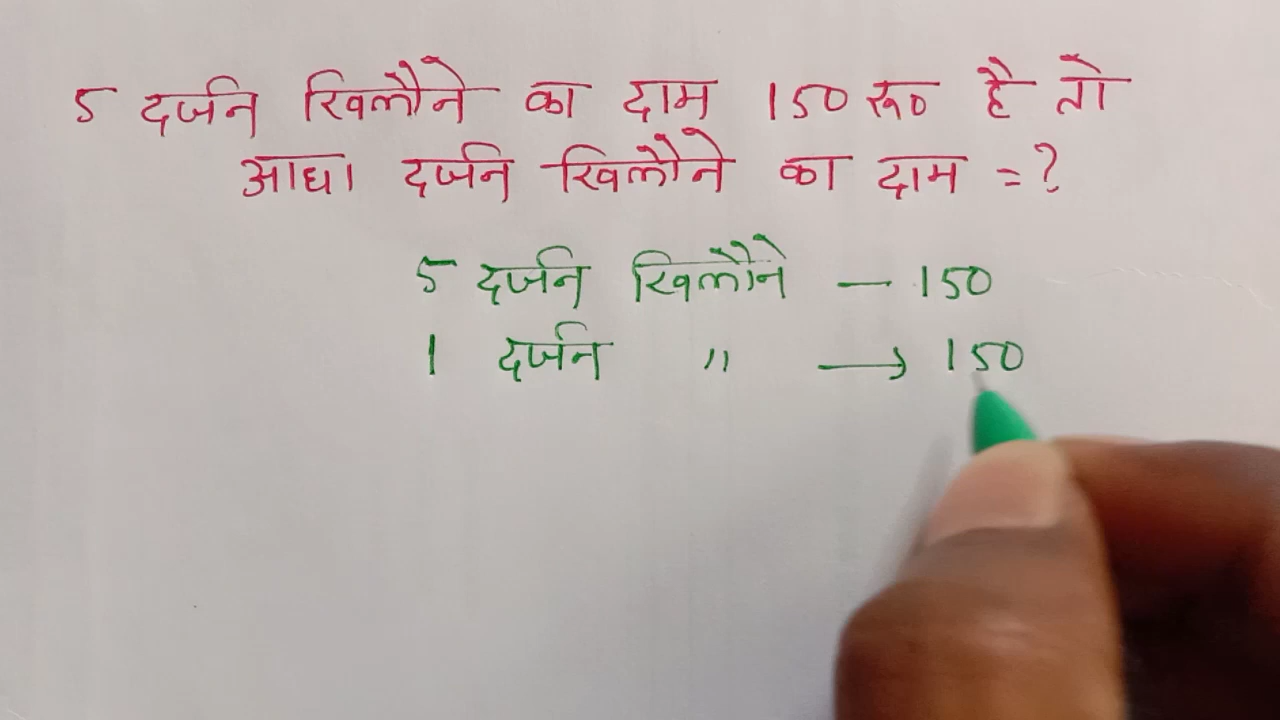 5 दर्जन खिलौने का दाम 150 रू० है तो
आधा दर्जन खिलौने का दाम = ?
5 दर्जन खिलौने — 150
1 दर्जन " → 150